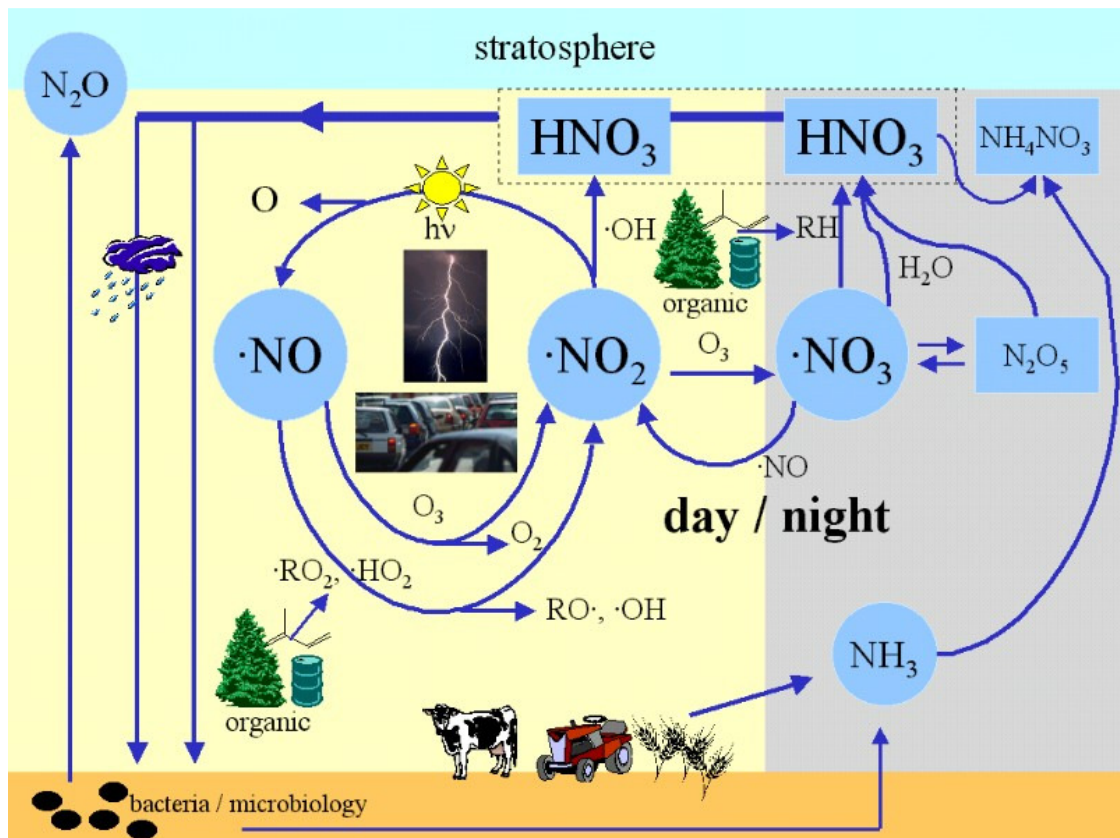 stratosphere
N₂O
HNO₃
HNO₃
NH₄NO₃
O
hν
·OH
RH
organic
H₂O
·NO
·NO₂
O₃
·NO₃
N₂O₅
·NO
O₃
O₂
day / night
·RO₂, ·HO₂
RO·, ·OH
NH₃
organic
bacteria / microbiology